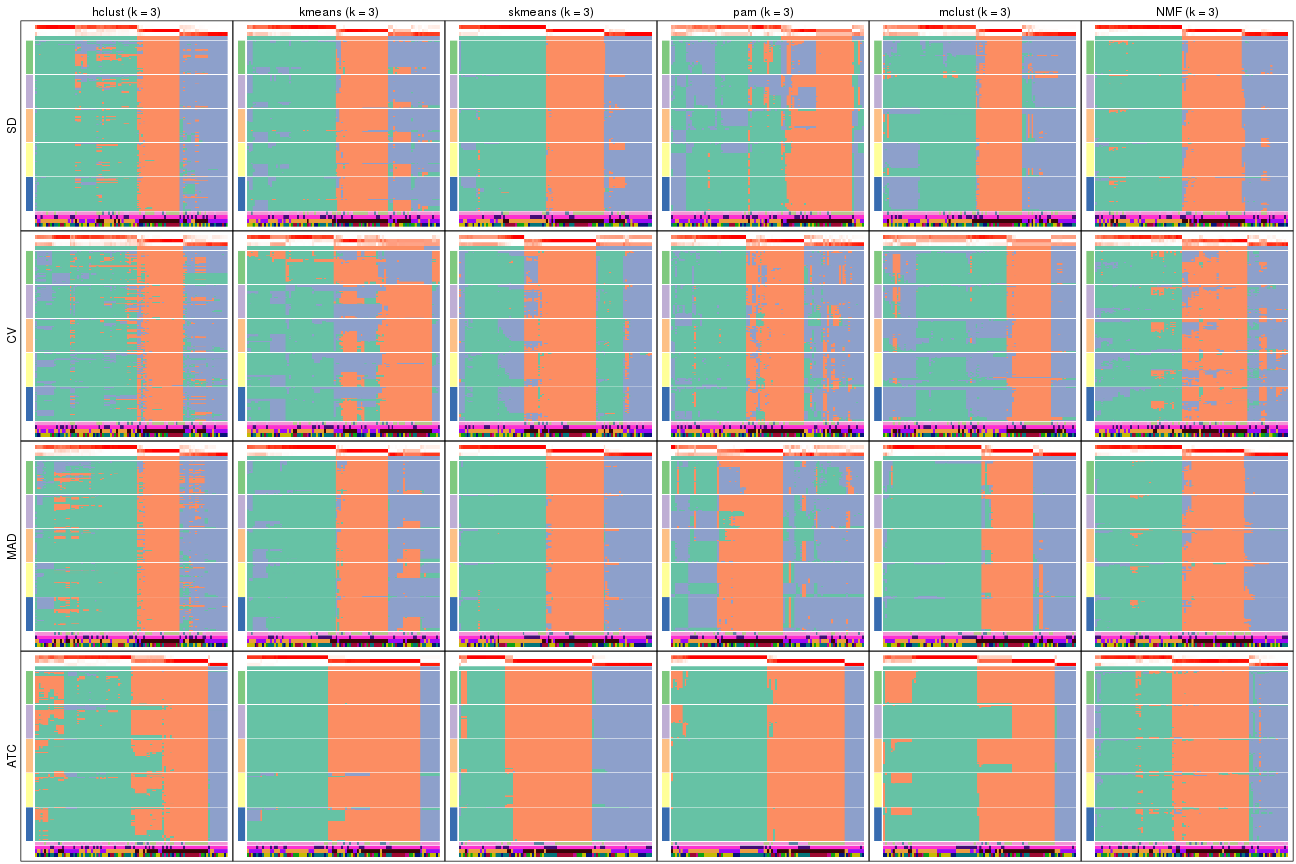 hclust (k = 3)
kmeans (k = 3)
skmeans (k = 3)
pam (k = 3)
mclust (k = 3)
NMF (k = 3)
SD
CV
MAD
ATC